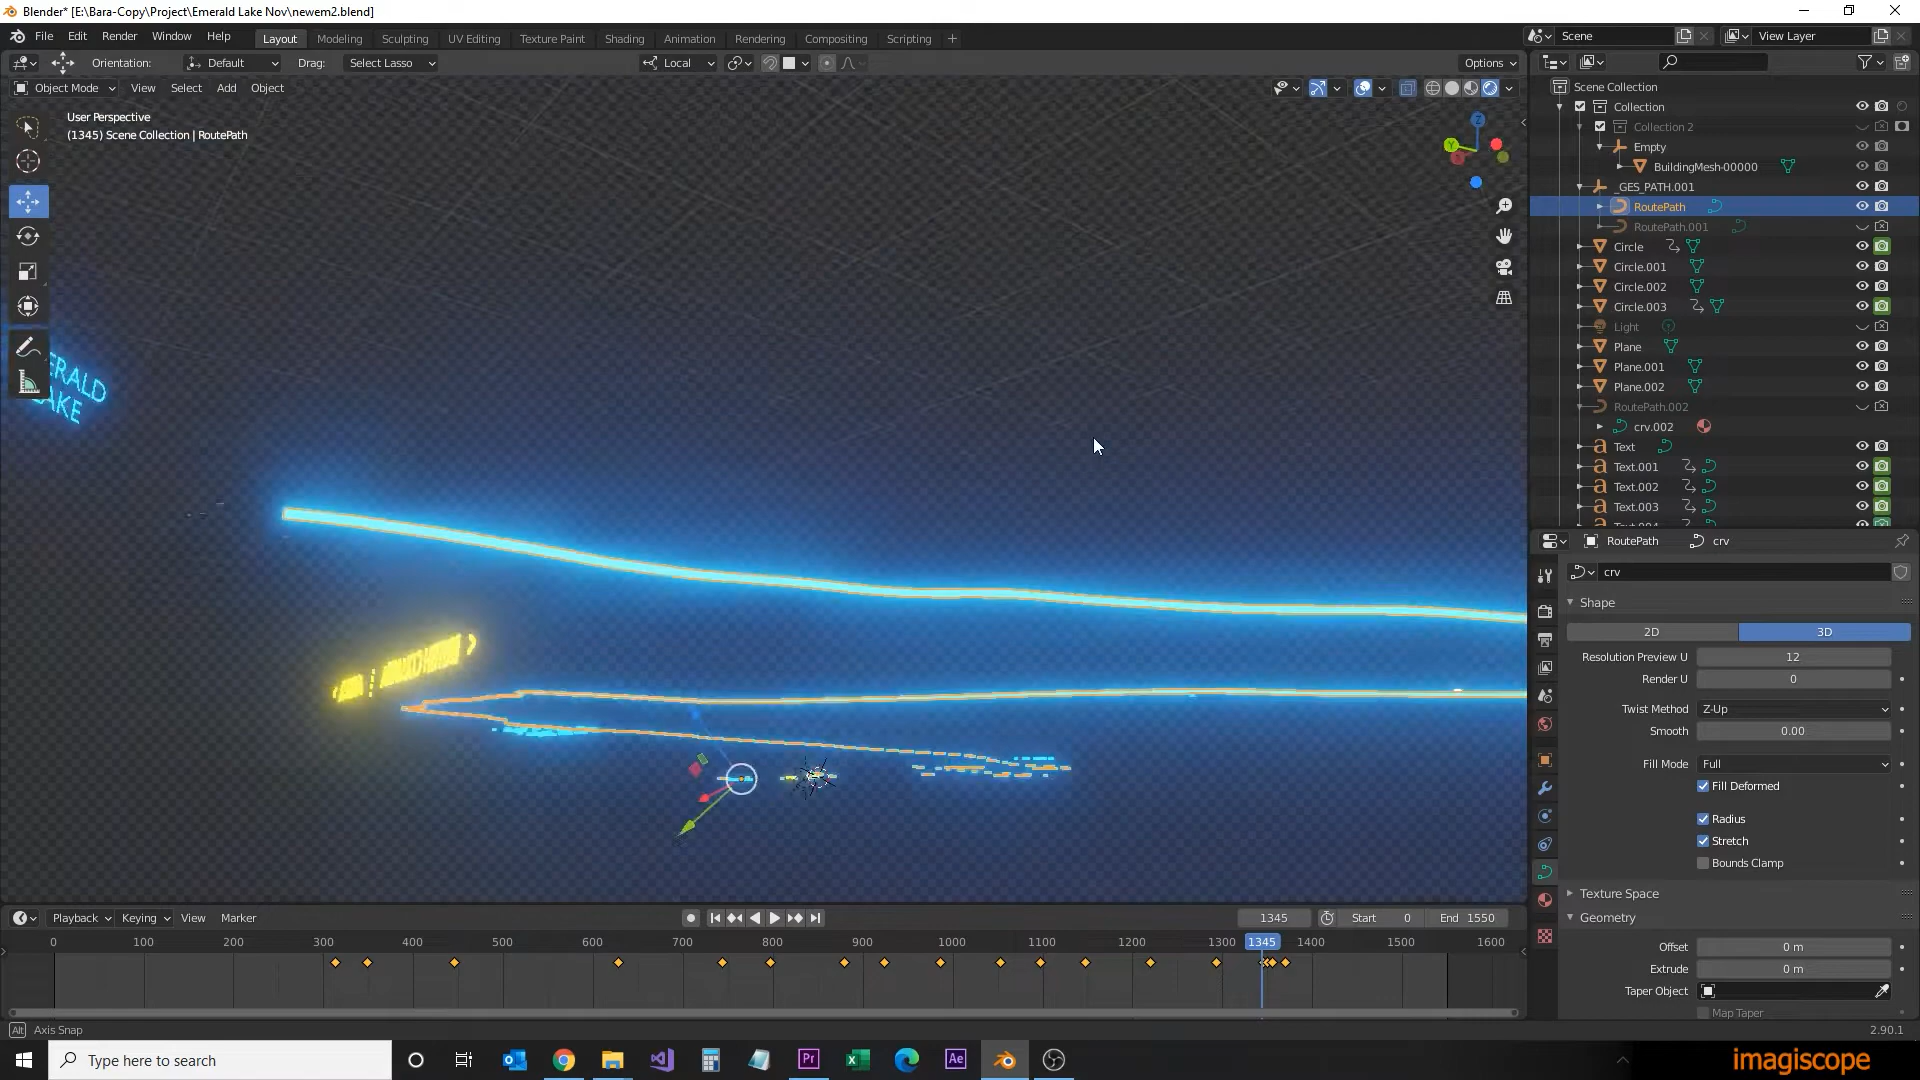 Blender* [E:\Bara-Copy\Project\Emerald Lake Nov\newem2.blend]
File Edit Render Window Help
Layout Modeling Sculpting UV Editing Texture Paint Shading Animation Rendering Compositing Scripting +
Scene View Layer
Orientation: Default Drag: Select Lasso Local Options
Object Mode View Select Add Object
User Perspective
(1345) Scene Collection | RoutePath
Z
Y
ERALD
AKE
Scene Collection
Collection
Collection 2
Empty
BuildingMesh-00000
_GES_PATH.001
RoutePath
RoutePath.001
Circle
Circle.001
Circle.002
Circle.003
Light
Plane
Plane.001
Plane.002
RoutePath.002
crv.002
Text
Text.001
Text.002
Text.003
Text.004
RoutePath crv
crv
Shape
2D 3D
Resolution Preview U 12
Render U 0
Twist Method Z-Up
Smooth 0.00
Fill Mode Full
Fill Deformed
Radius
Stretch
Bounds Clamp
Texture Space
Geometry
Offset 0 m
Extrude 0 m
Taper Object
Map Taper
Playback Keying View Marker
1345 Start 0 End 1550
0 100 200 300 400 500 600 700 800 900 1000 1100 1200 1300 1345 1400 1500 1600
Alt Axis Snap
2.90.1
Type here to search
Pr
Ae
imagiscope